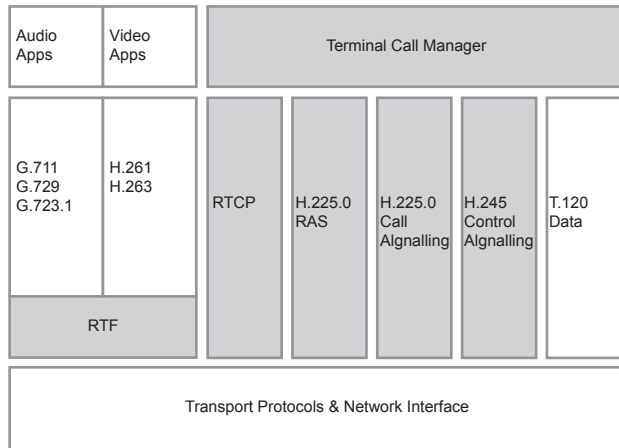 Audio
Apps
Video
Apps
Terminal Call Manager
G.711
G.729
G.723.1
H.261
H.263
RTCP
H.225.0
RAS
H.225.0
Call
Algnalling
H.245
Control
Algnalling
T.120
Data
RTF
Transport Protocols & Network Interface